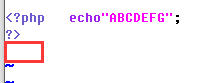 <?php   echo"ABCDEFG";
?>
~
~